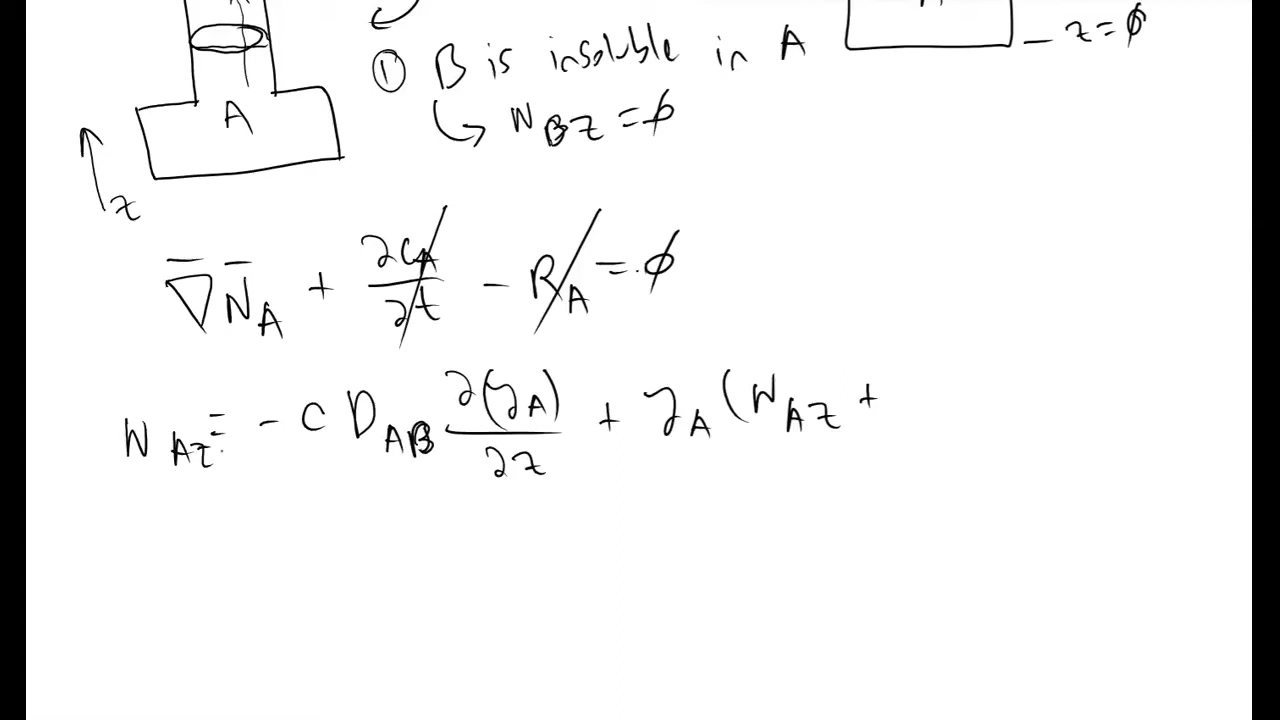 z = ϕ
① B is insoluble in A
A
↳ N_BZ = ϕ
z
∇̅ N̅_A + ∂C_A/∂t - R_A = ϕ
N_AZ = - C D_AB ∂(y_A)/∂z + y_A (N_AZ +